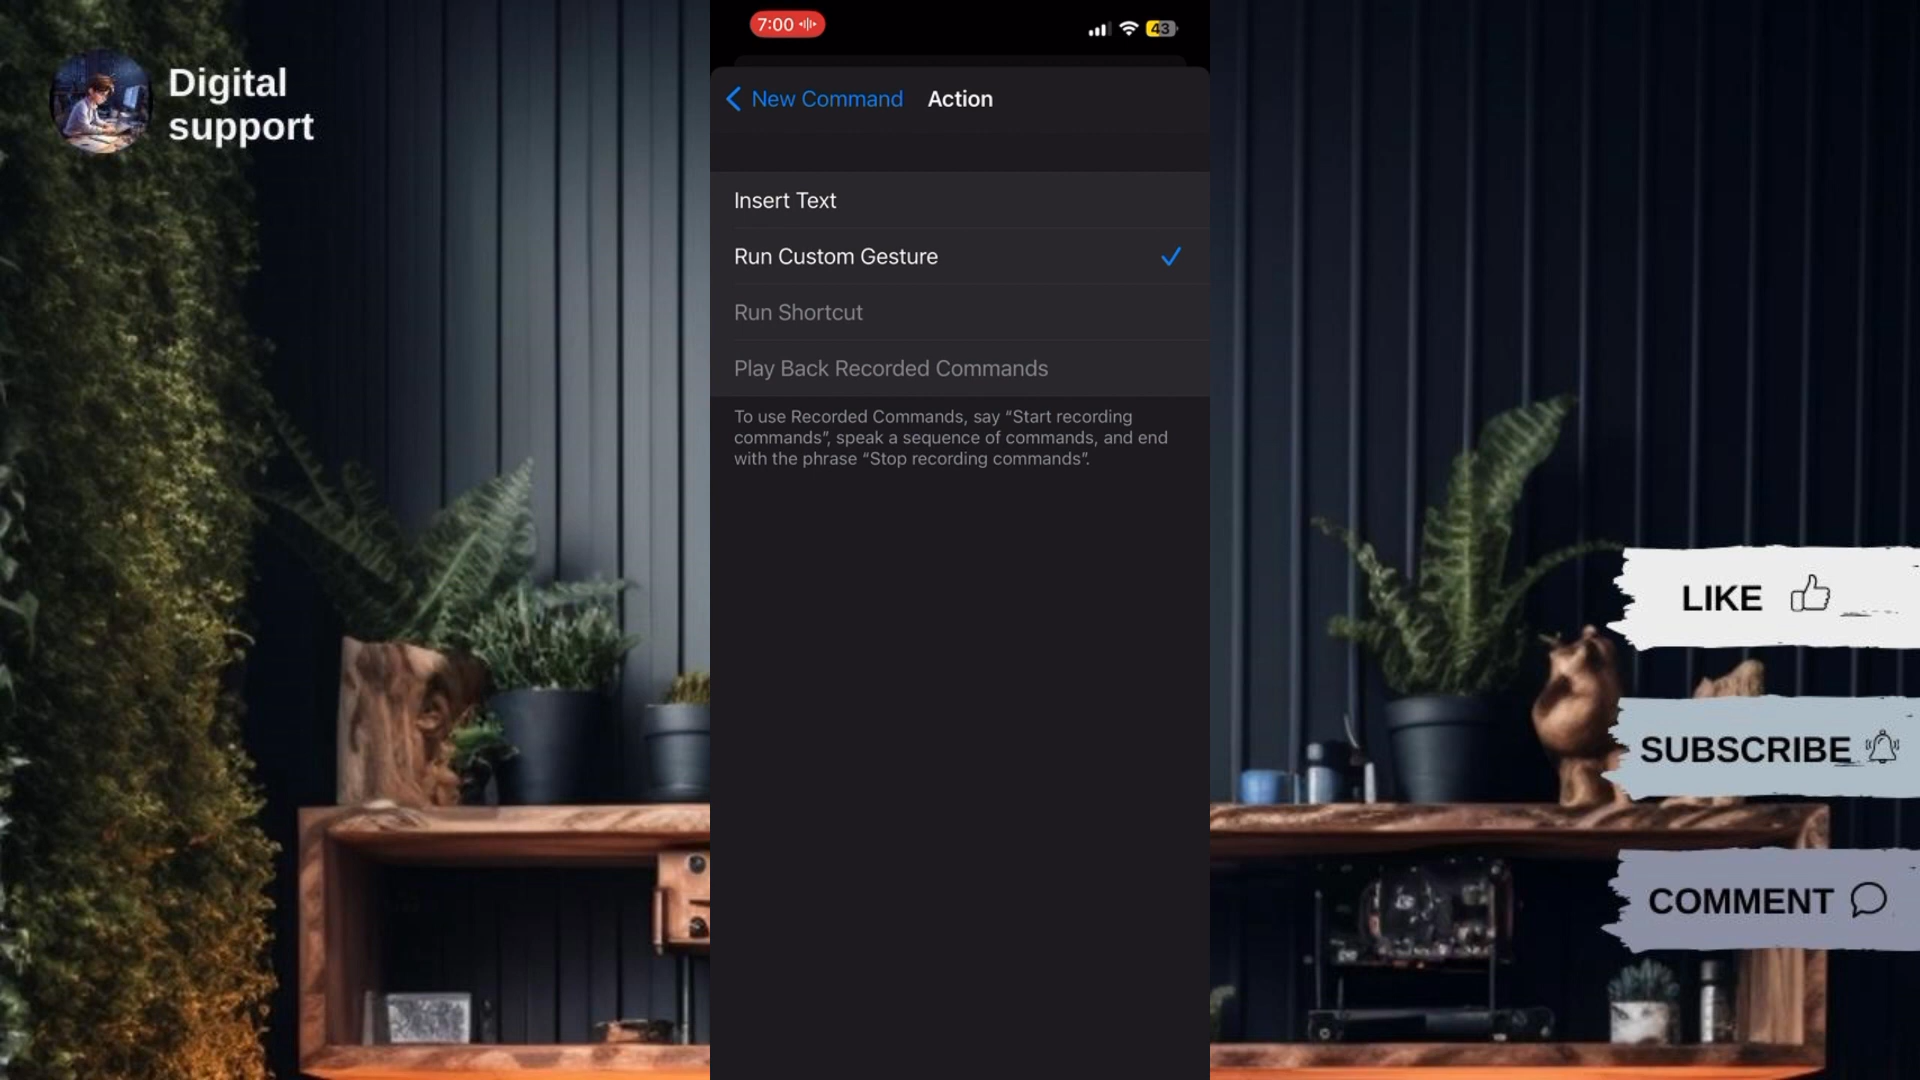 Digital
support
7:00
43
New Command
Action
Insert Text
Run Custom Gesture
Run Shortcut
Play Back Recorded Commands
To use Recorded Commands, say “Start recording
commands”, speak a sequence of commands, and end
with the phrase “Stop recording commands”.
LIKE
SUBSCRIBE
COMMENT